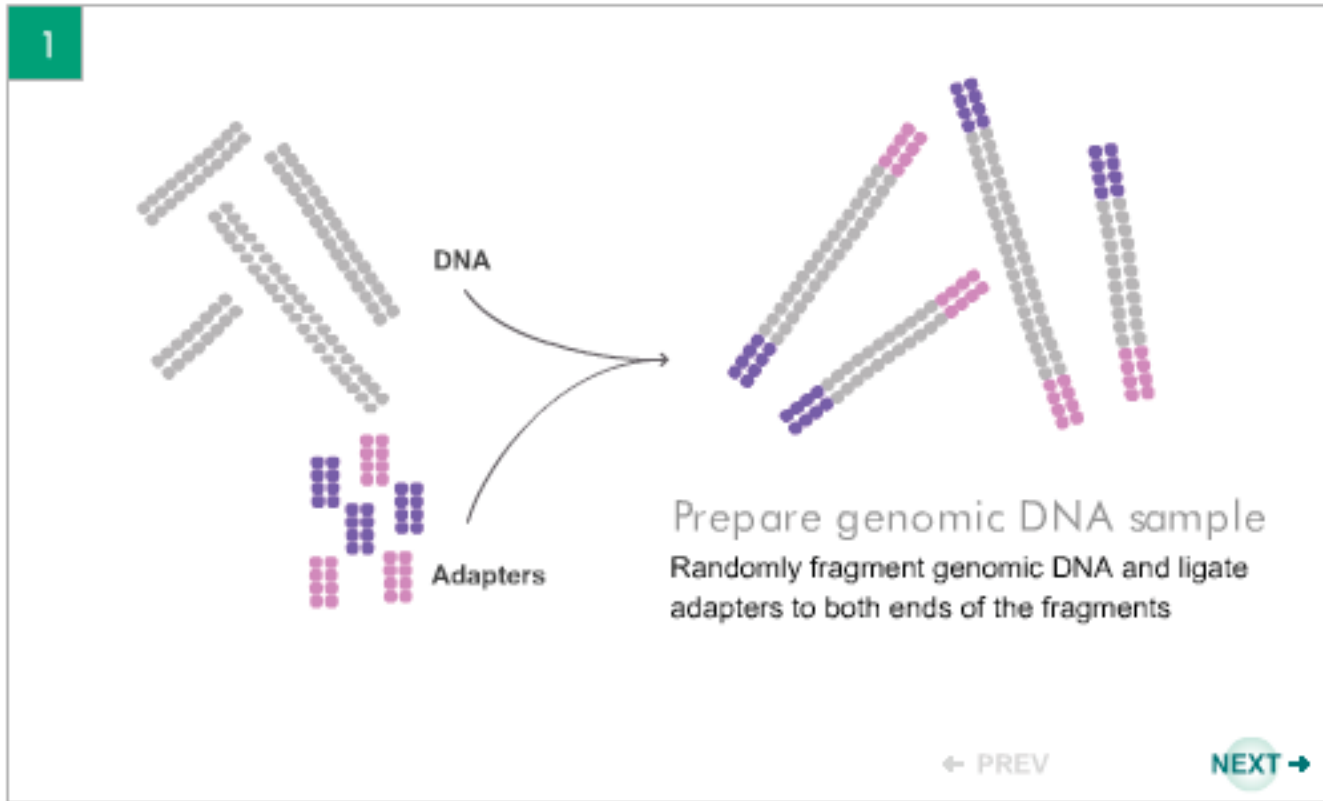 1
DNA
Adapters
Prepare genomic DNA sample
Randomly fragment genomic DNA and ligate
adapters to both ends of the fragments
← PREV
NEXT →